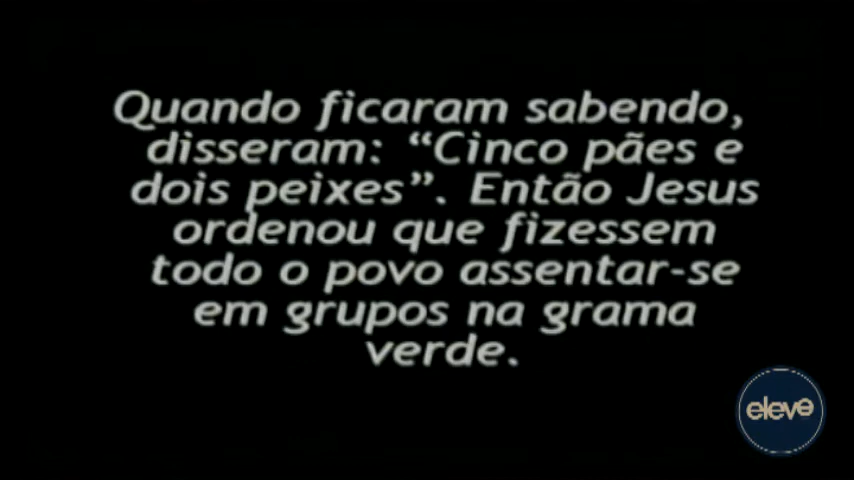 Quando ficaram sabendo,
disseram: “Cinco pães e
dois peixes”. Então Jesus
ordenou que fizessem
todo o povo assentar-se
em grupos na grama
verde.
eleve